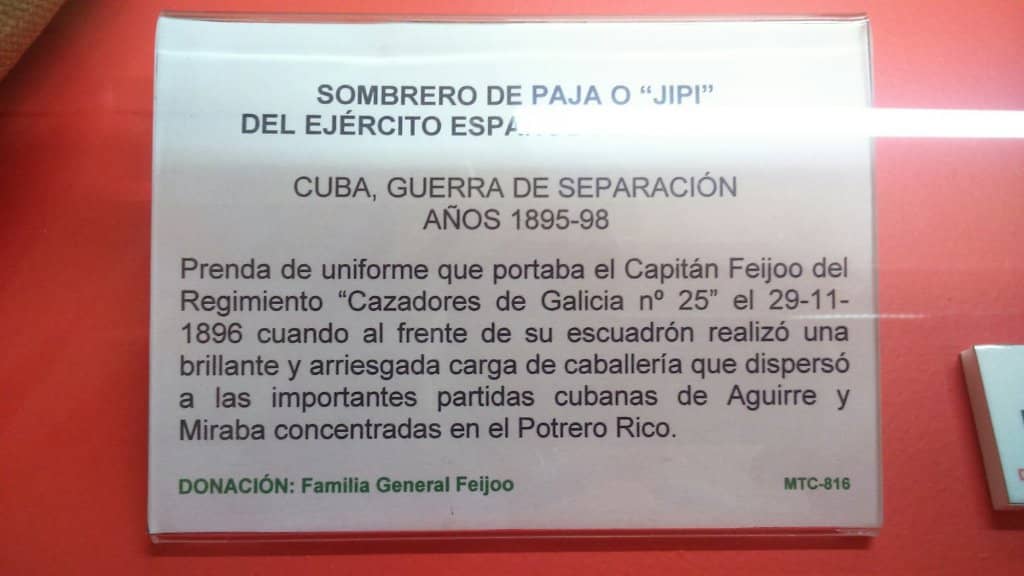 SOMBRERO DE PAJA O “JIPI”
DEL EJÉRCITO
CUBA, GUERRA DE SEPARACIÓN
AÑOS 1895-98
Prenda de uniforme que portaba el Capitán Feijoo del
Regimiento “Cazadores de Galicia nº 25” el 29-11-
1896 cuando al frente de su escuadrón realizó una
brillante y arriesgada carga de caballería que dispersó
a las importantes partidas cubanas de Aguirre y
Miraba concentradas en el Potrero Rico.
DONACIÓN: Familia General Feijoo
MTC-816